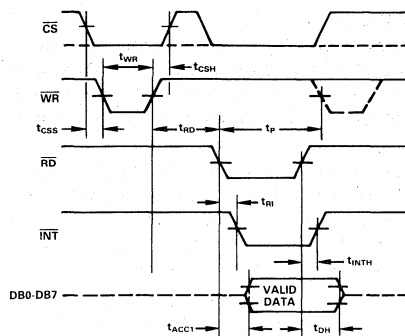 CS
tWR
tCSH
WR
tCSS
tRD
tP
RD
tRI
INT
tINTH
DB0-DB7
VALID
DATA
tACC1
tDH